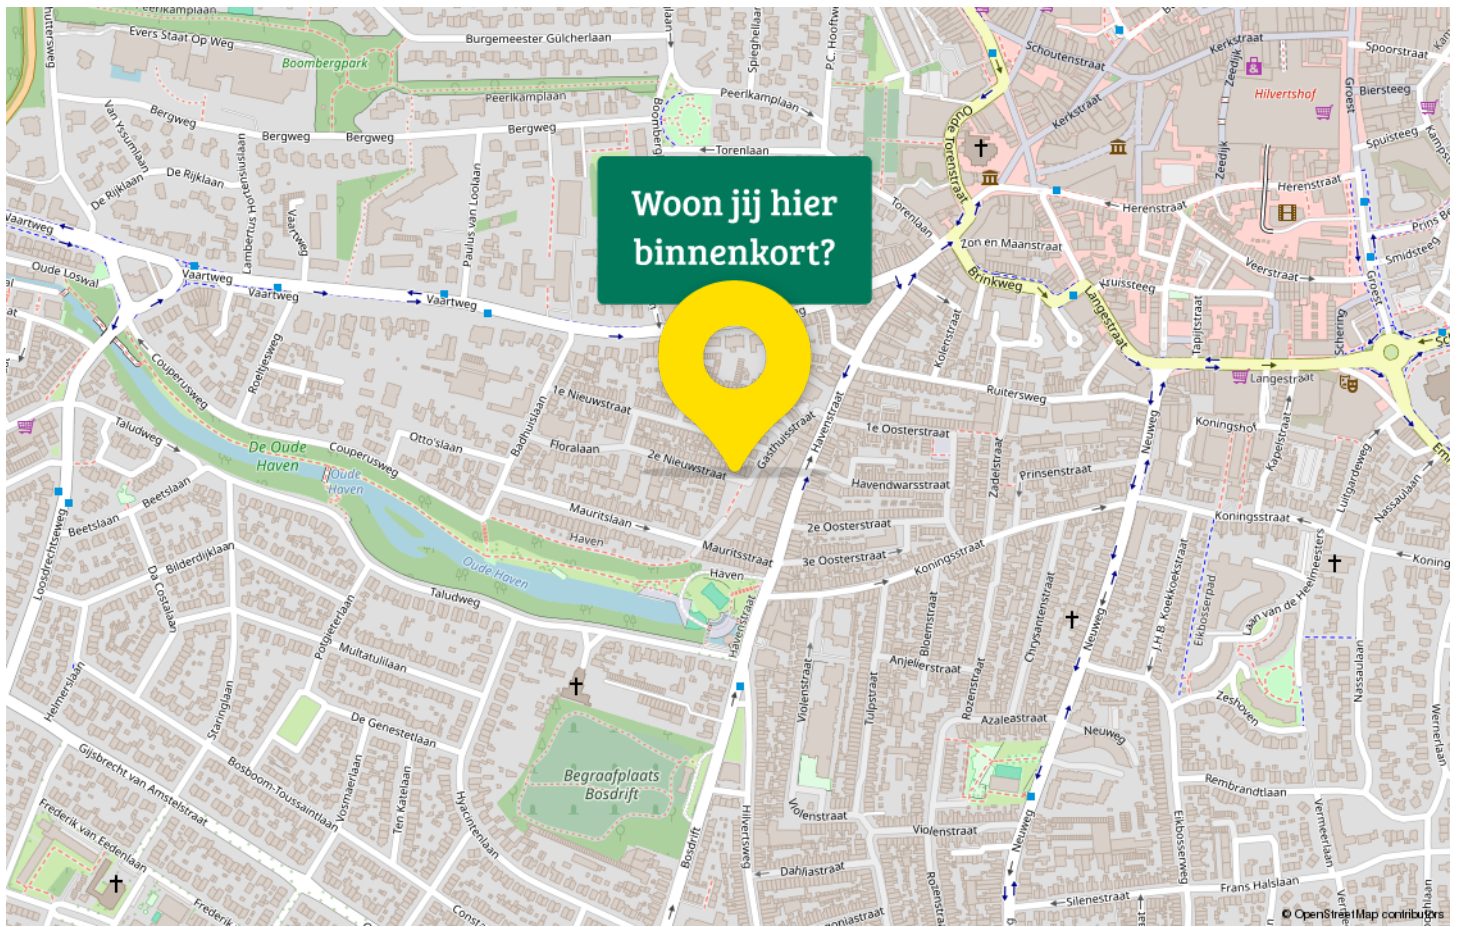 Peerlkamplaan
Evers Staat Op Weg
Burgemeester Gülcherlaan
Spieghellaan
P.C. Hooftweg
Schoutenstraat
Kerkstraat
Zeedijk
Spoorstraat
Boombergpark
Hilvertshof
Groest
Biersteeg
Peerlkamplaan
Peerlkamplaan
Van Yssumlaan
Bergweg
Bergweg
Bergweg
Bergweg
Oude Torenstraat
Kerkstraat
Spuisteeg
Torenlaan
Zeedijk
De Rijklaan
De Rijklaan
Lambertus Hortensiuslaan
Paulus van Loolaan
Herenstraat
Herenstraat
Woon jij hier
binnenkort?
Vaartweg
Vaartweg
Torenlaan
Zon en Maanstraat
Smidsteeg
Oude Loswal
Vaartweg
Vaartweg
Vaartweg
Brinkweg
Kruissteeg
Veerstraat
Groest
Langestraat
Tapijtstraat
Schering
Kolenstraat
Couperusweg
Roeltjesweg
Langestraat
1e Nieuwstraat
Ruitersweg
Badhuislaan
Havenstraat
Gasthuisstraat
Neuweg
Koningshof
Kapelstraat
Taludweg
Otto'slaan
Floralaan
1e Oosterstraat
De Oude
Haven
Couperusweg
2e Nieuwstraat
Zadelstraat
Prinsenstraat
Luitgardeweg
Nassaulaan
Oude
Haven
Beetslaan
Beetslaan
Havendwarsstraat
Mauritslaan
2e Oosterstraat
Koningsstraat
Loosdrechtseweg
Haven
Mauritsstraat
3e Oosterstraat
Koningsstraat
Bilderdijklaan
Oude Haven
Haven
Da Costalaan
Taludweg
Potgieterlaan
Havenstraat
Bloemstraat
Chrysantenstraat
Neuweg
J.H.B. Koekkoekstraat
Eikbosserpad
Laan van de Heelmeesters
Multatulilaan
Helmerslaan
Staringlaan
Violenstraat
Tulpstraat
Anjelierstraat
Rozenstraat
Nassaulaan
Zeshoven
De Genestetlaan
Azaleastraat
Neuweg
Wernerlaan
Gijsbrecht van Amstelstraat
Bosboom-Toussaintlaan
Vosmaerlaan
Ten Katelaan
Begraafplaats
Bosdrift
Rembrandtlaan
Frederik van Eedenlaan
Hyacintenlaan
Bosdrift
Hilvertsweg
Violenstraat
Violenstraat
Neuweg
Eikbosserweg
Vermeerlaan
Dahliastraat
Rozenstraat
Silenestraat
Frans Halslaan
© OpenStreetMap contributors